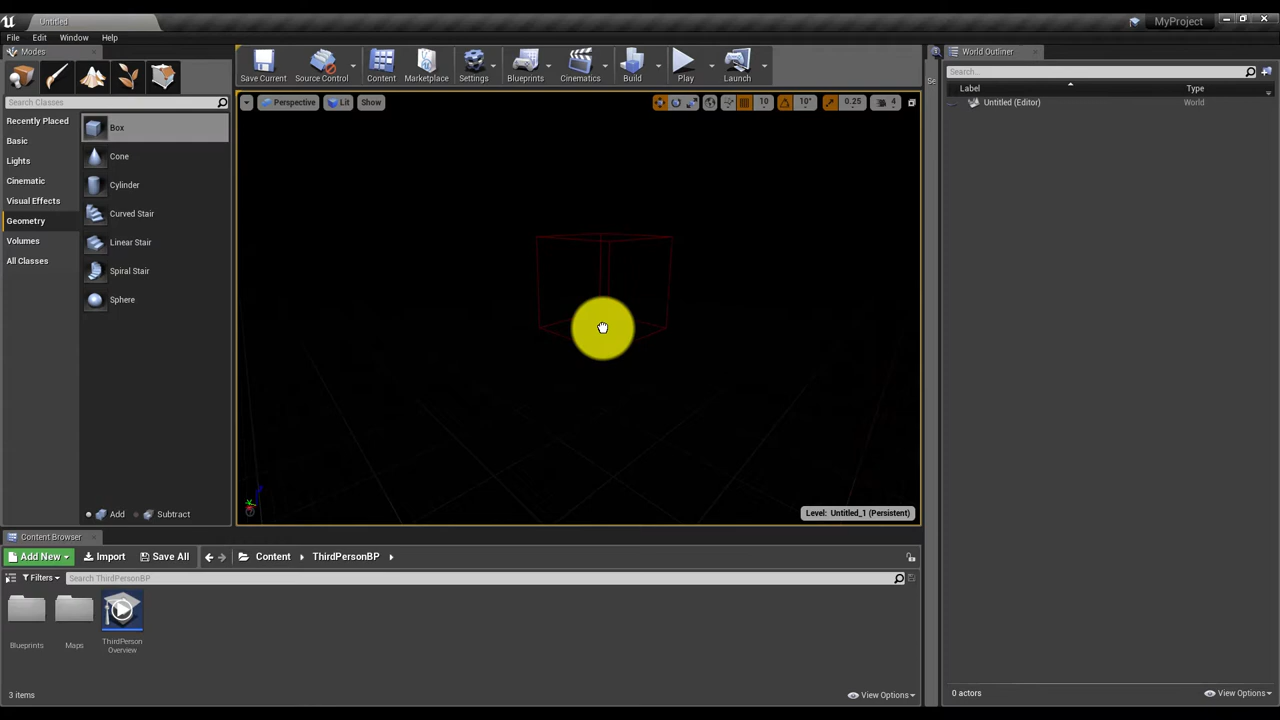 Untitled
MyProject
File Edit Window Help
Modes
Search Classes
Recently Placed
Basic
Lights
Cinematic
Visual Effects
Geometry
Volumes
All Classes
Box
Cone
Cylinder
Curved Stair
Linear Stair
Spiral Stair
Sphere
Add Subtract
Save Current Source Control Content Marketplace Settings Blueprints Cinematics Build Play Launch
Perspective Lit Show 10 10° 0.25 4
Level: Untitled_1 (Persistent)
Se
World Outliner
Search...
Label Type
Untitled (Editor) World
0 actors View Options
Content Browser
Add New Import Save All Content ThirdPersonBP
Filters Search ThirdPersonBP
Blueprints
Maps
ThirdPerson
Overview
3 items View Options